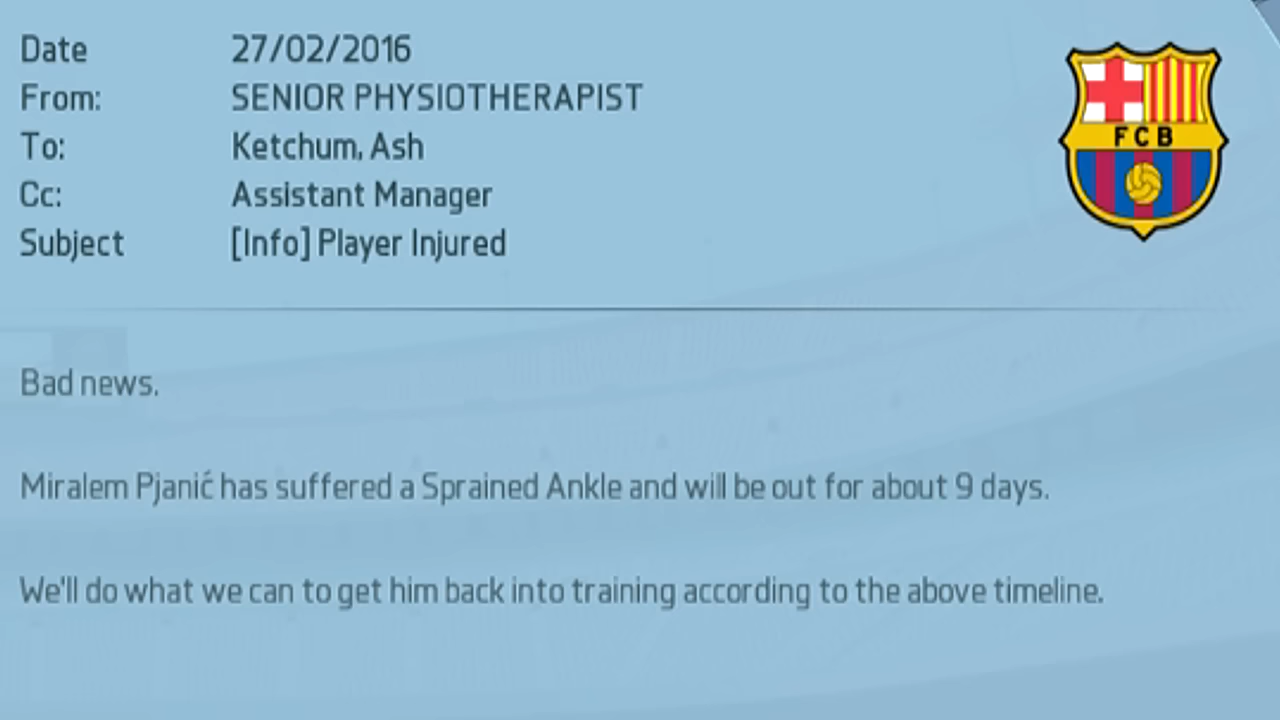 Date 27/02/2016
From: SENIOR PHYSIOTHERAPIST
To: Ketchum, Ash
Cc: Assistant Manager
Subject [Info] Player Injured
FCB
Bad news.
Miralem Pjanić has suffered a Sprained Ankle and will be out for about 9 days.
We'll do what we can to get him back into training according to the above timeline.